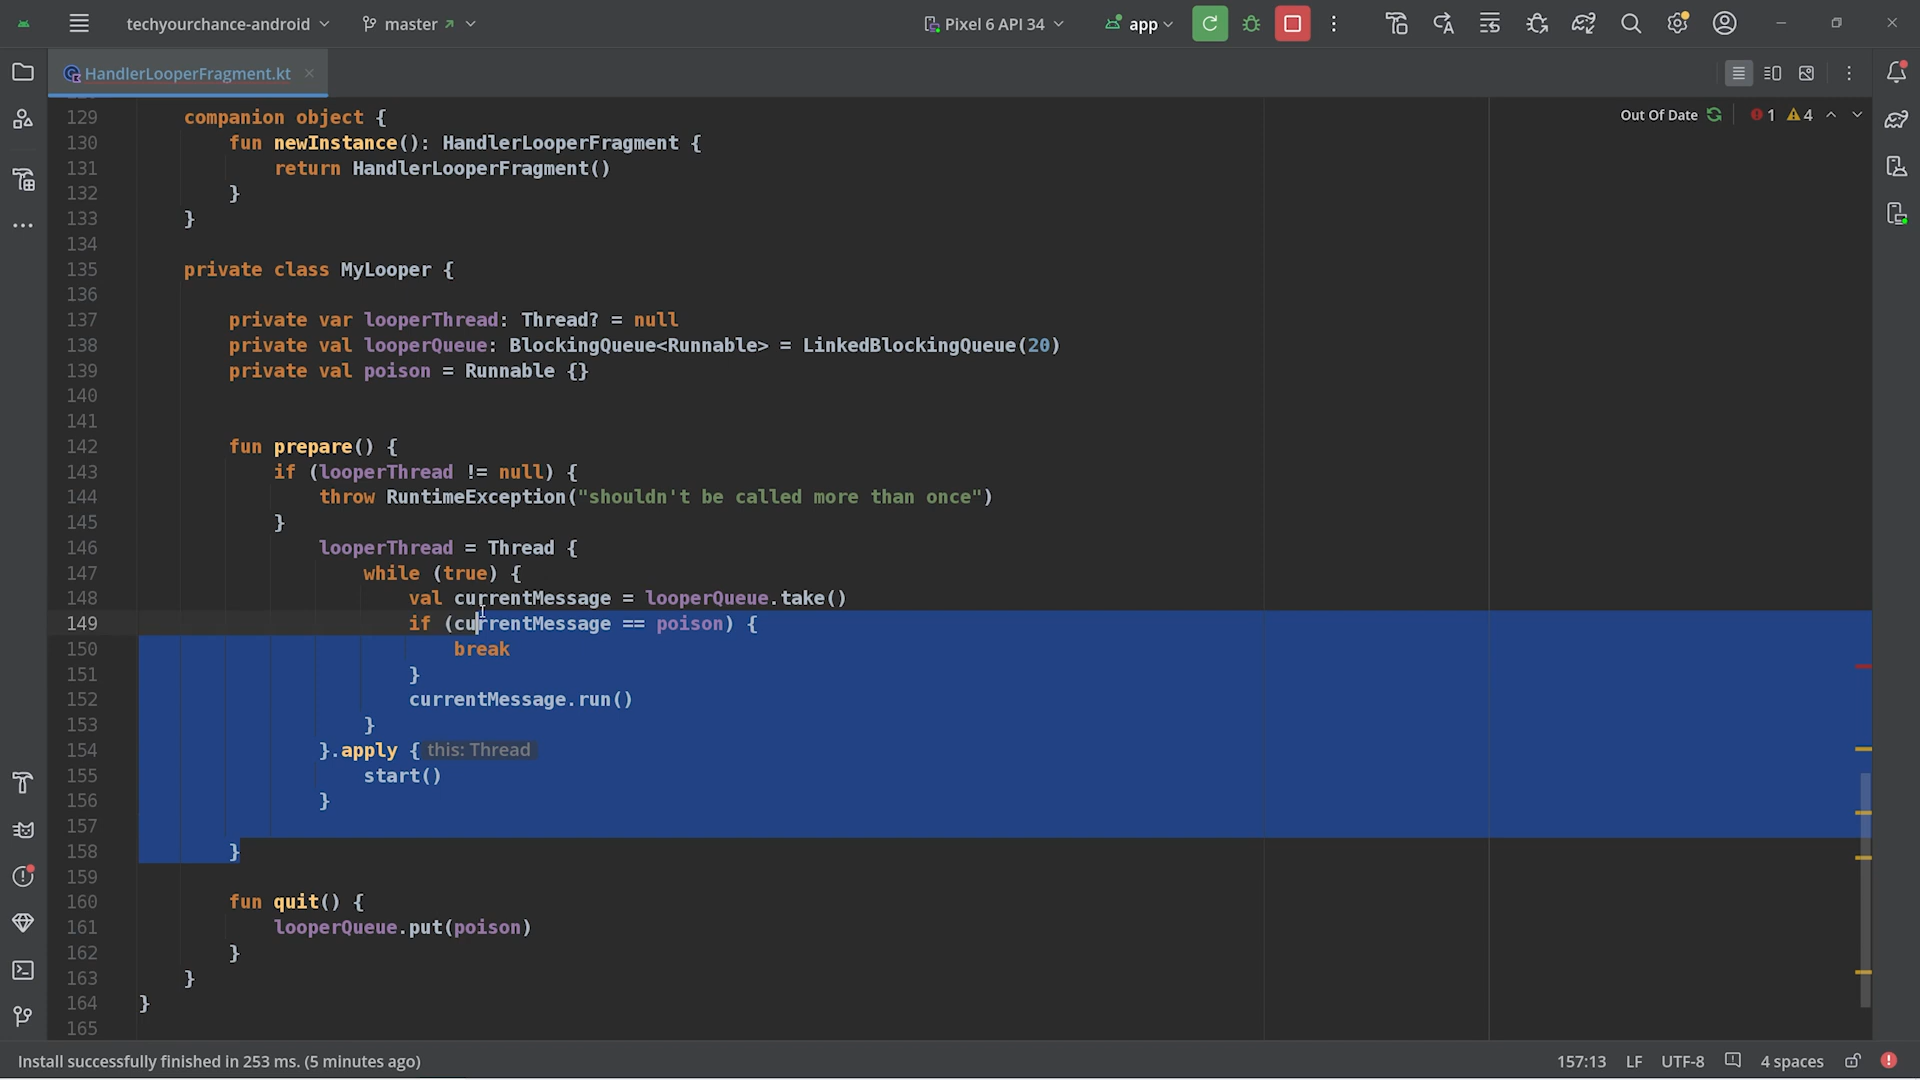 techyourchance-android master Pixel 6 API 34 app
HandlerLooperFragment.kt
Out Of Date 1 4
129 companion object {
130 fun newInstance(): HandlerLooperFragment {
131 return HandlerLooperFragment()
132 }
133 }
134
135 private class MyLooper {
136
137 private var looperThread: Thread? = null
138 private val looperQueue: BlockingQueue<Runnable> = LinkedBlockingQueue(20)
139 private val poison = Runnable {}
140
141
142 fun prepare() {
143 if (looperThread != null) {
144 throw RuntimeException("shouldn't be called more than once")
145 }
146 looperThread = Thread {
147 while (true) {
148 val currentMessage = looperQueue.take()
149 if (currentMessage == poison) {
150 break
151 }
152 currentMessage.run()
153 }
154 }.apply { this: Thread
155 start()
156 }
157
158 }
159
160 fun quit() {
161 looperQueue.put(poison)
162 }
163 }
164 }
165
Install successfully finished in 253 ms. (5 minutes ago) 157:13 LF UTF-8 4 spaces